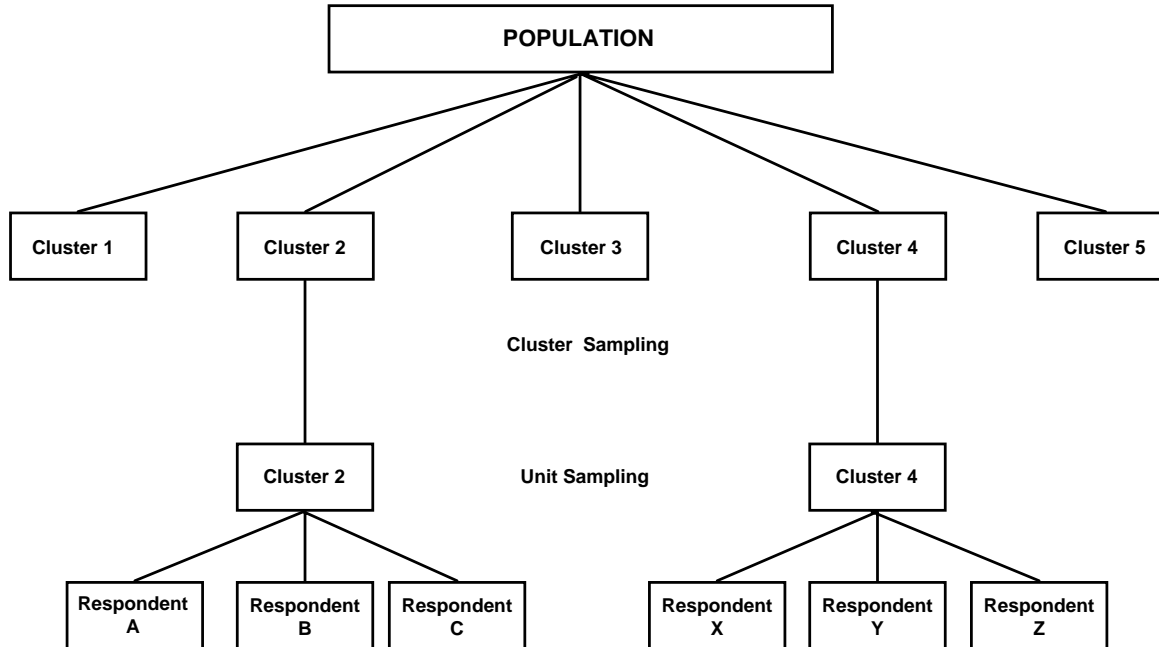 POPULATION
Cluster 1
Cluster 2
Cluster 3
Cluster 4
Cluster 5
Cluster Sampling
Cluster 2
Unit Sampling
Cluster 4
Respondent
A
Respondent
B
Respondent
C
Respondent
X
Respondent
Y
Respondent
Z